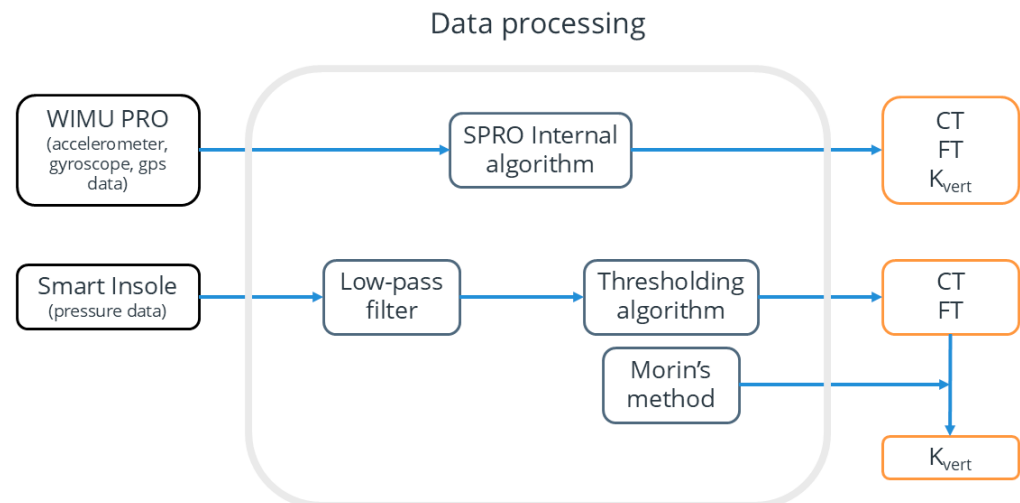 Data processing
WIMU PRO
(accelerometer,
gyroscope, gps
data)
SPRO Internal
algorithm
CT
FT
Kvert
Smart Insole
(pressure data)
Low-pass
filter
Thresholding
algorithm
CT
FT
Morin’s
method
Kvert